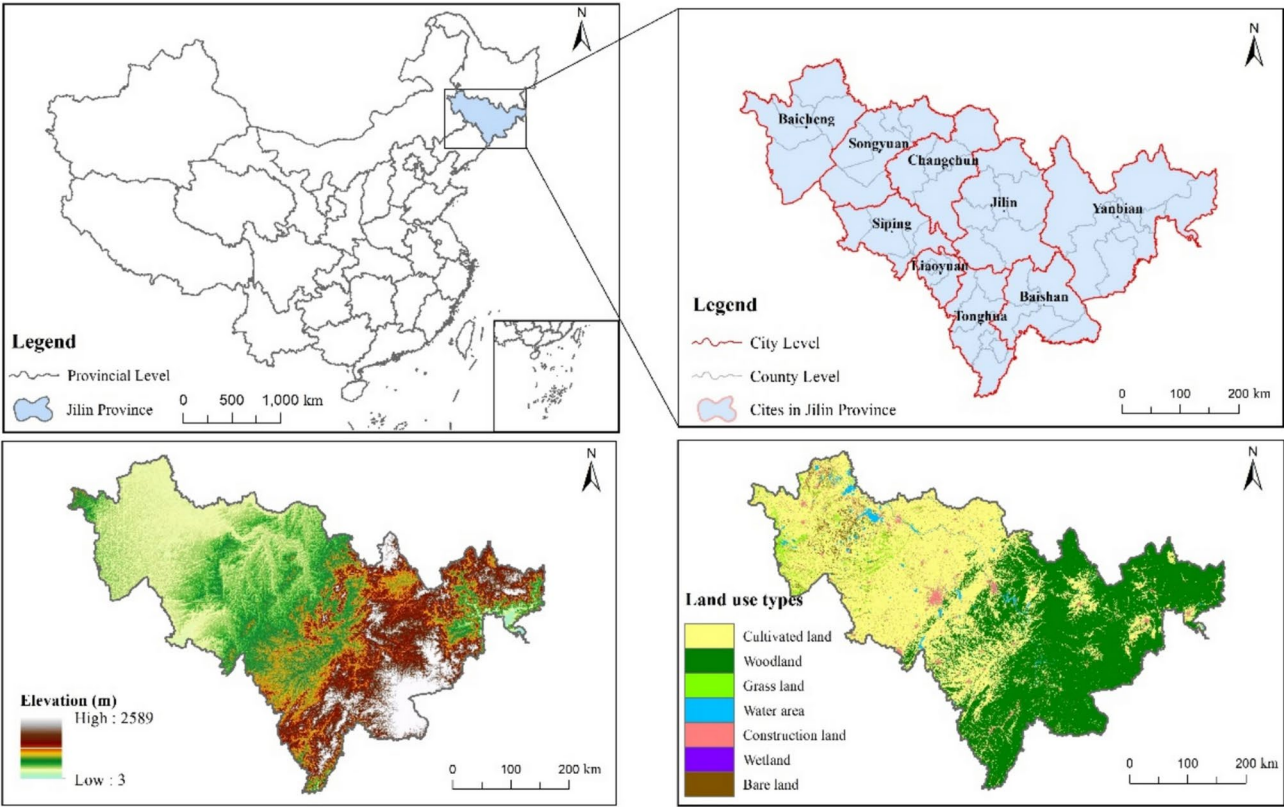 N
Legend
Provincial Level
Jilin Province
0 500 1,000 km
N
Baicheng
Songyuan
Changchun
Jilin
Yanbian
Siping
Liaoyuan
Baishan
Tonghua
Legend
City Level
County Level
Cites in Jilin Province
0 100 200 km
N
Elevation (m)
High : 2589
Low : 3
0 100 200 km
N
Land use types
Cultivated land
Woodland
Grass land
Water area
Construction land
Wetland
Bare land
0 100 200 km